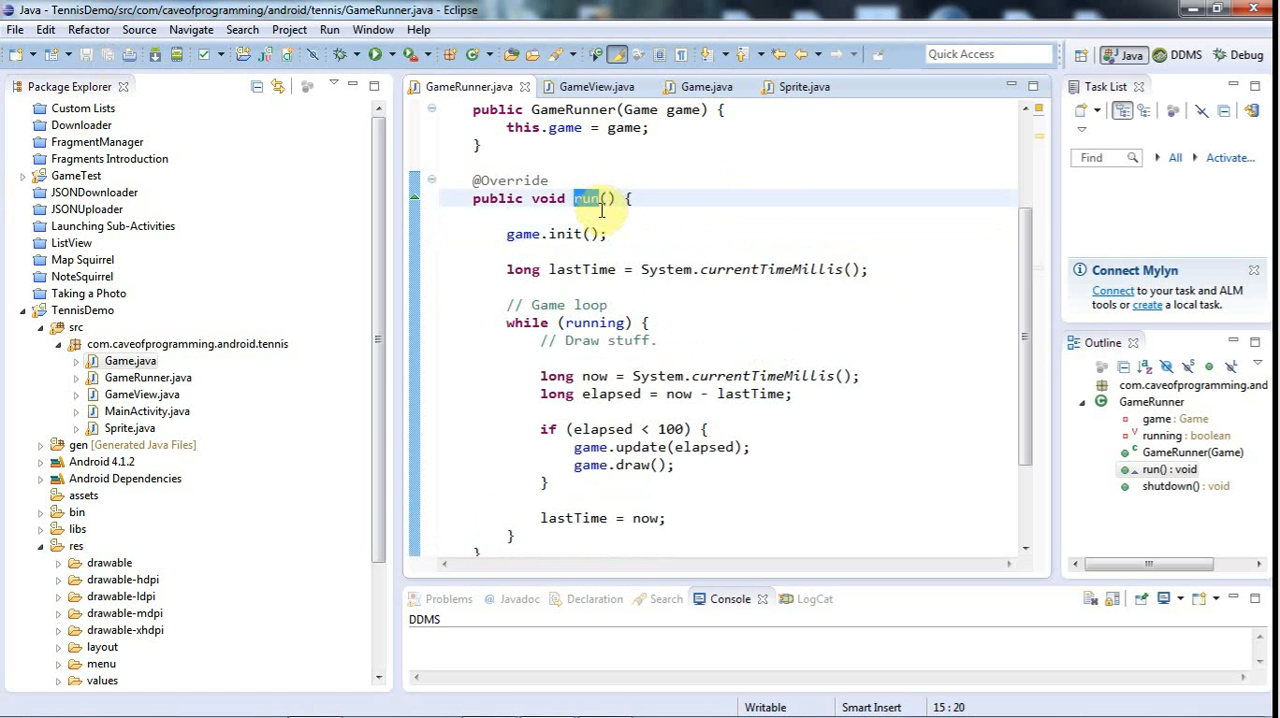 Java - TennisDemo/src/com/caveofprogramming/android/tennis/GameRunner.java - Eclipse
File Edit Refactor Source Navigate Search Project Run Window Help
Quick Access Java DDMS Debug
Package Explorer
Custom Lists
Downloader
FragmentManager
Fragments Introduction
GameTest
JSONDownloader
JSONUploader
Launching Sub-Activities
ListView
Map Squirrel
NoteSquirrel
Taking a Photo
TennisDemo
src
com.caveofprogramming.android.tennis
Game.java
GameRunner.java
GameView.java
MainActivity.java
Sprite.java
gen [Generated Java Files]
Android 4.1.2
Android Dependencies
assets
bin
libs
res
drawable
drawable-hdpi
drawable-ldpi
drawable-mdpi
drawable-xhdpi
layout
menu
values
GameRunner.java GameView.java Game.java Sprite.java
public GameRunner(Game game) {
this.game = game;
}
@Override
public void run() {
game.init();
long lastTime = System.currentTimeMillis();
// Game loop
while (running) {
// Draw stuff.
long now = System.currentTimeMillis();
long elapsed = now - lastTime;
if (elapsed < 100) {
game.update(elapsed);
game.draw();
}
lastTime = now;
}
}
Problems Javadoc Declaration Search Console LogCat
DDMS
Task List
Find All Activate...
Connect Mylyn
Connect to your task and ALM
tools or create a local task.
Outline
com.caveofprogramming.and
GameRunner
game : Game
running : boolean
GameRunner(Game)
run() : void
shutdown() : void
Writable Smart Insert 15 : 20